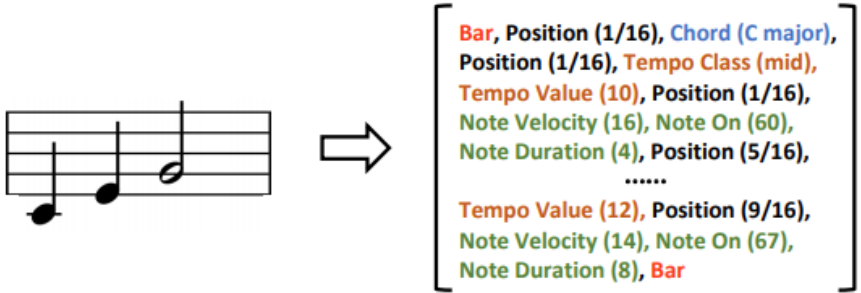 Bar, Position (1/16), Chord (C major),
Position (1/16), Tempo Class (mid),
Tempo Value (10), Position (1/16),
Note Velocity (16), Note On (60),
Note Duration (4), Position (5/16),
......
Tempo Value (12), Position (9/16),
Note Velocity (14), Note On (67),
Note Duration (8), Bar